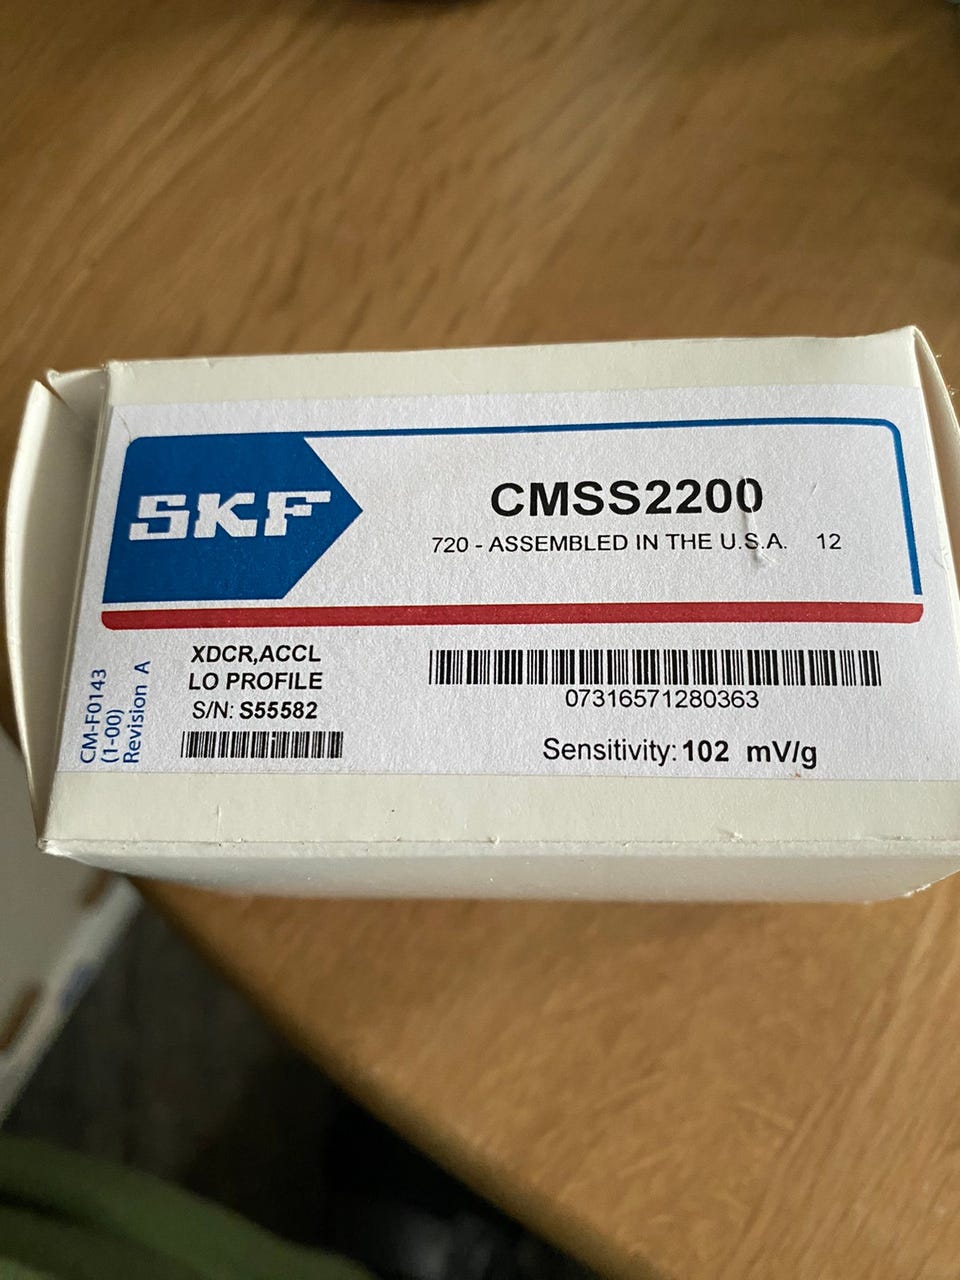 SKF
CMSS2200
720 - ASSEMBLED IN THE U.S.A. 12
XDCR,ACCL
LO PROFILE
S/N: S55582
07316571280363
Sensitivity: 102 mV/g
CM-F0143
(1-00)
Revision A